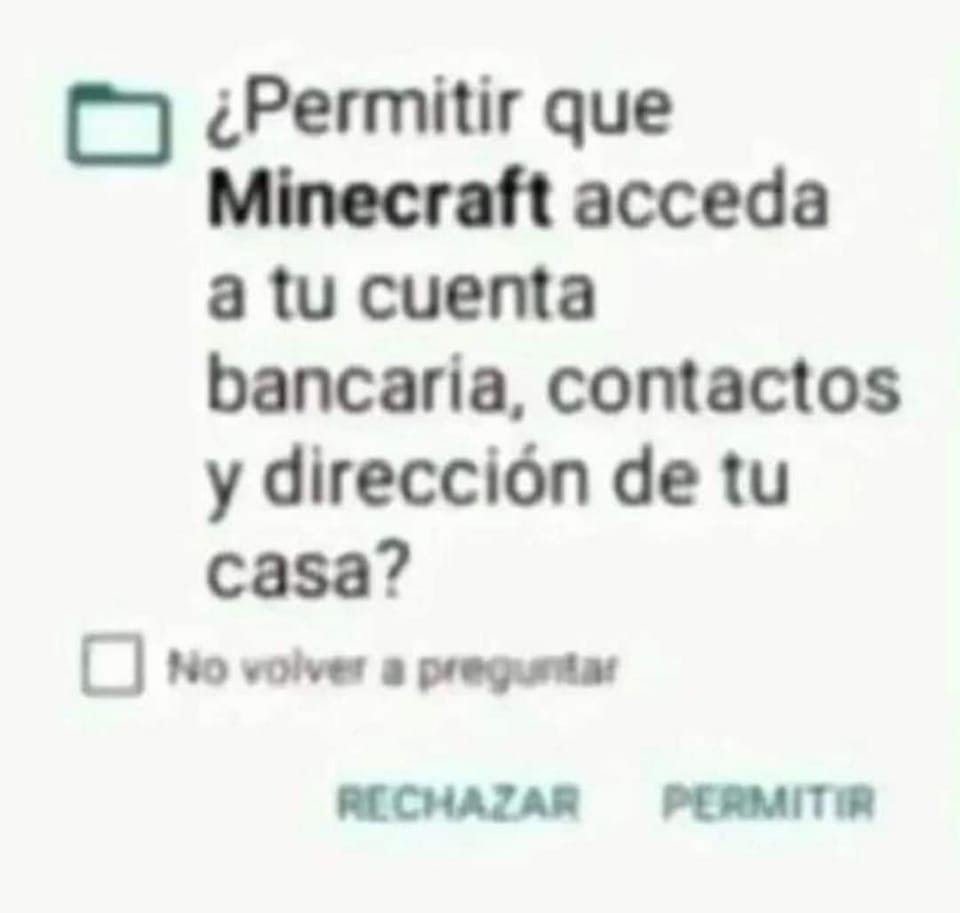 ¿Permitir que
Minecraft acceda
a tu cuenta
bancaria, contactos
y dirección de tu
casa?
No volver a preguntar
RECHAZAR PERMITIR